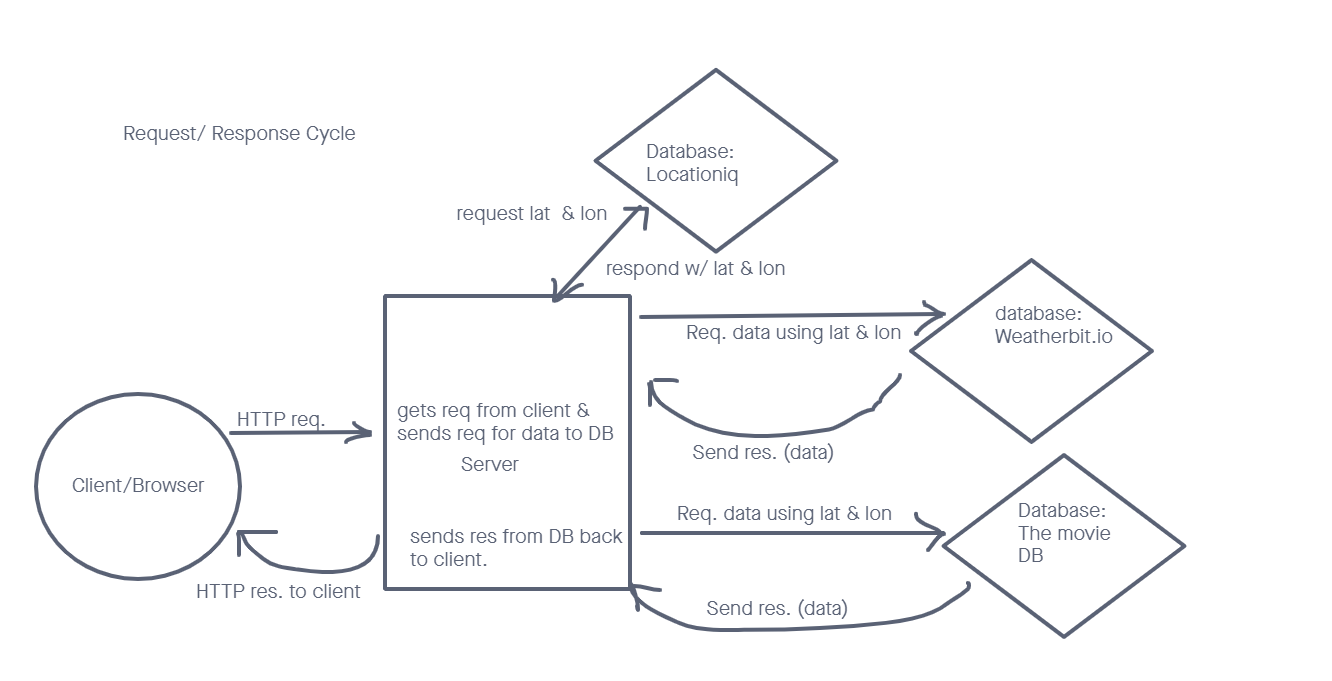 Request/ Response Cycle
Database:
Locationiq
request lat  & lon
respond w/ lat & lon
database:
Weatherbit.io
Req. data using lat & lon
Send res. (data)
HTTP req.
Client/Browser
HTTP res. to client
gets req from client &
sends req for data to DB
Server
sends res from DB back
to client.
Req. data using lat & lon
Database:
The movie
DB
Send res. (data)